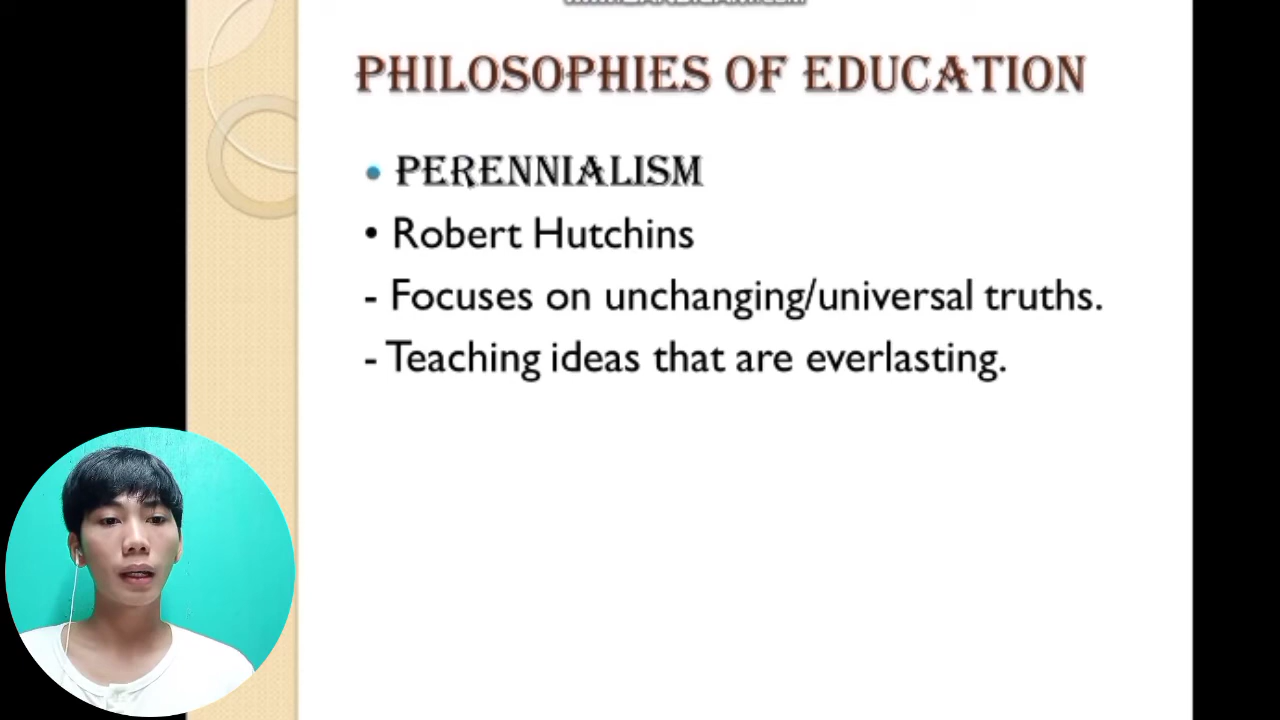 PHILOSOPHIES OF EDUCATION
• PERENNIALISM
• Robert Hutchins
- Focuses on unchanging/universal truths.
- Teaching ideas that are everlasting.